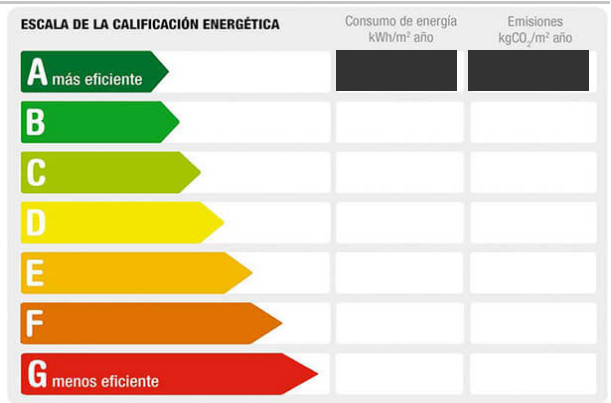 ESCALA DE LA CALIFICACIÓN ENERGÉTICA
Consumo de energía
kWh/m² año
Emisiones
kgCO₂/m² año
A más eficiente
B
C
D
E
F
G menos eficiente